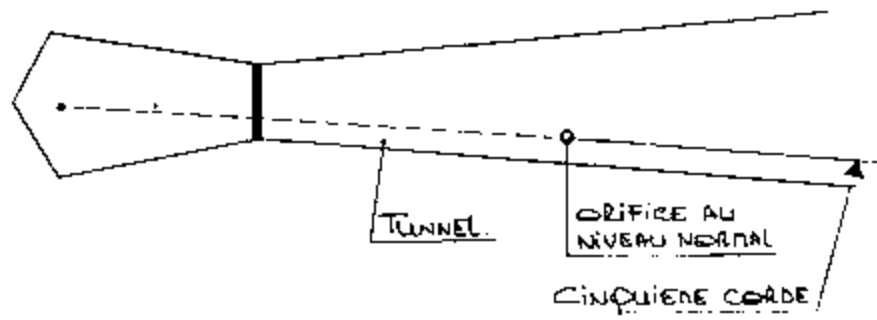 TUNNEL.
ORIFICE AU
NIVEAU NORMAL
CINQUIEME CORDE